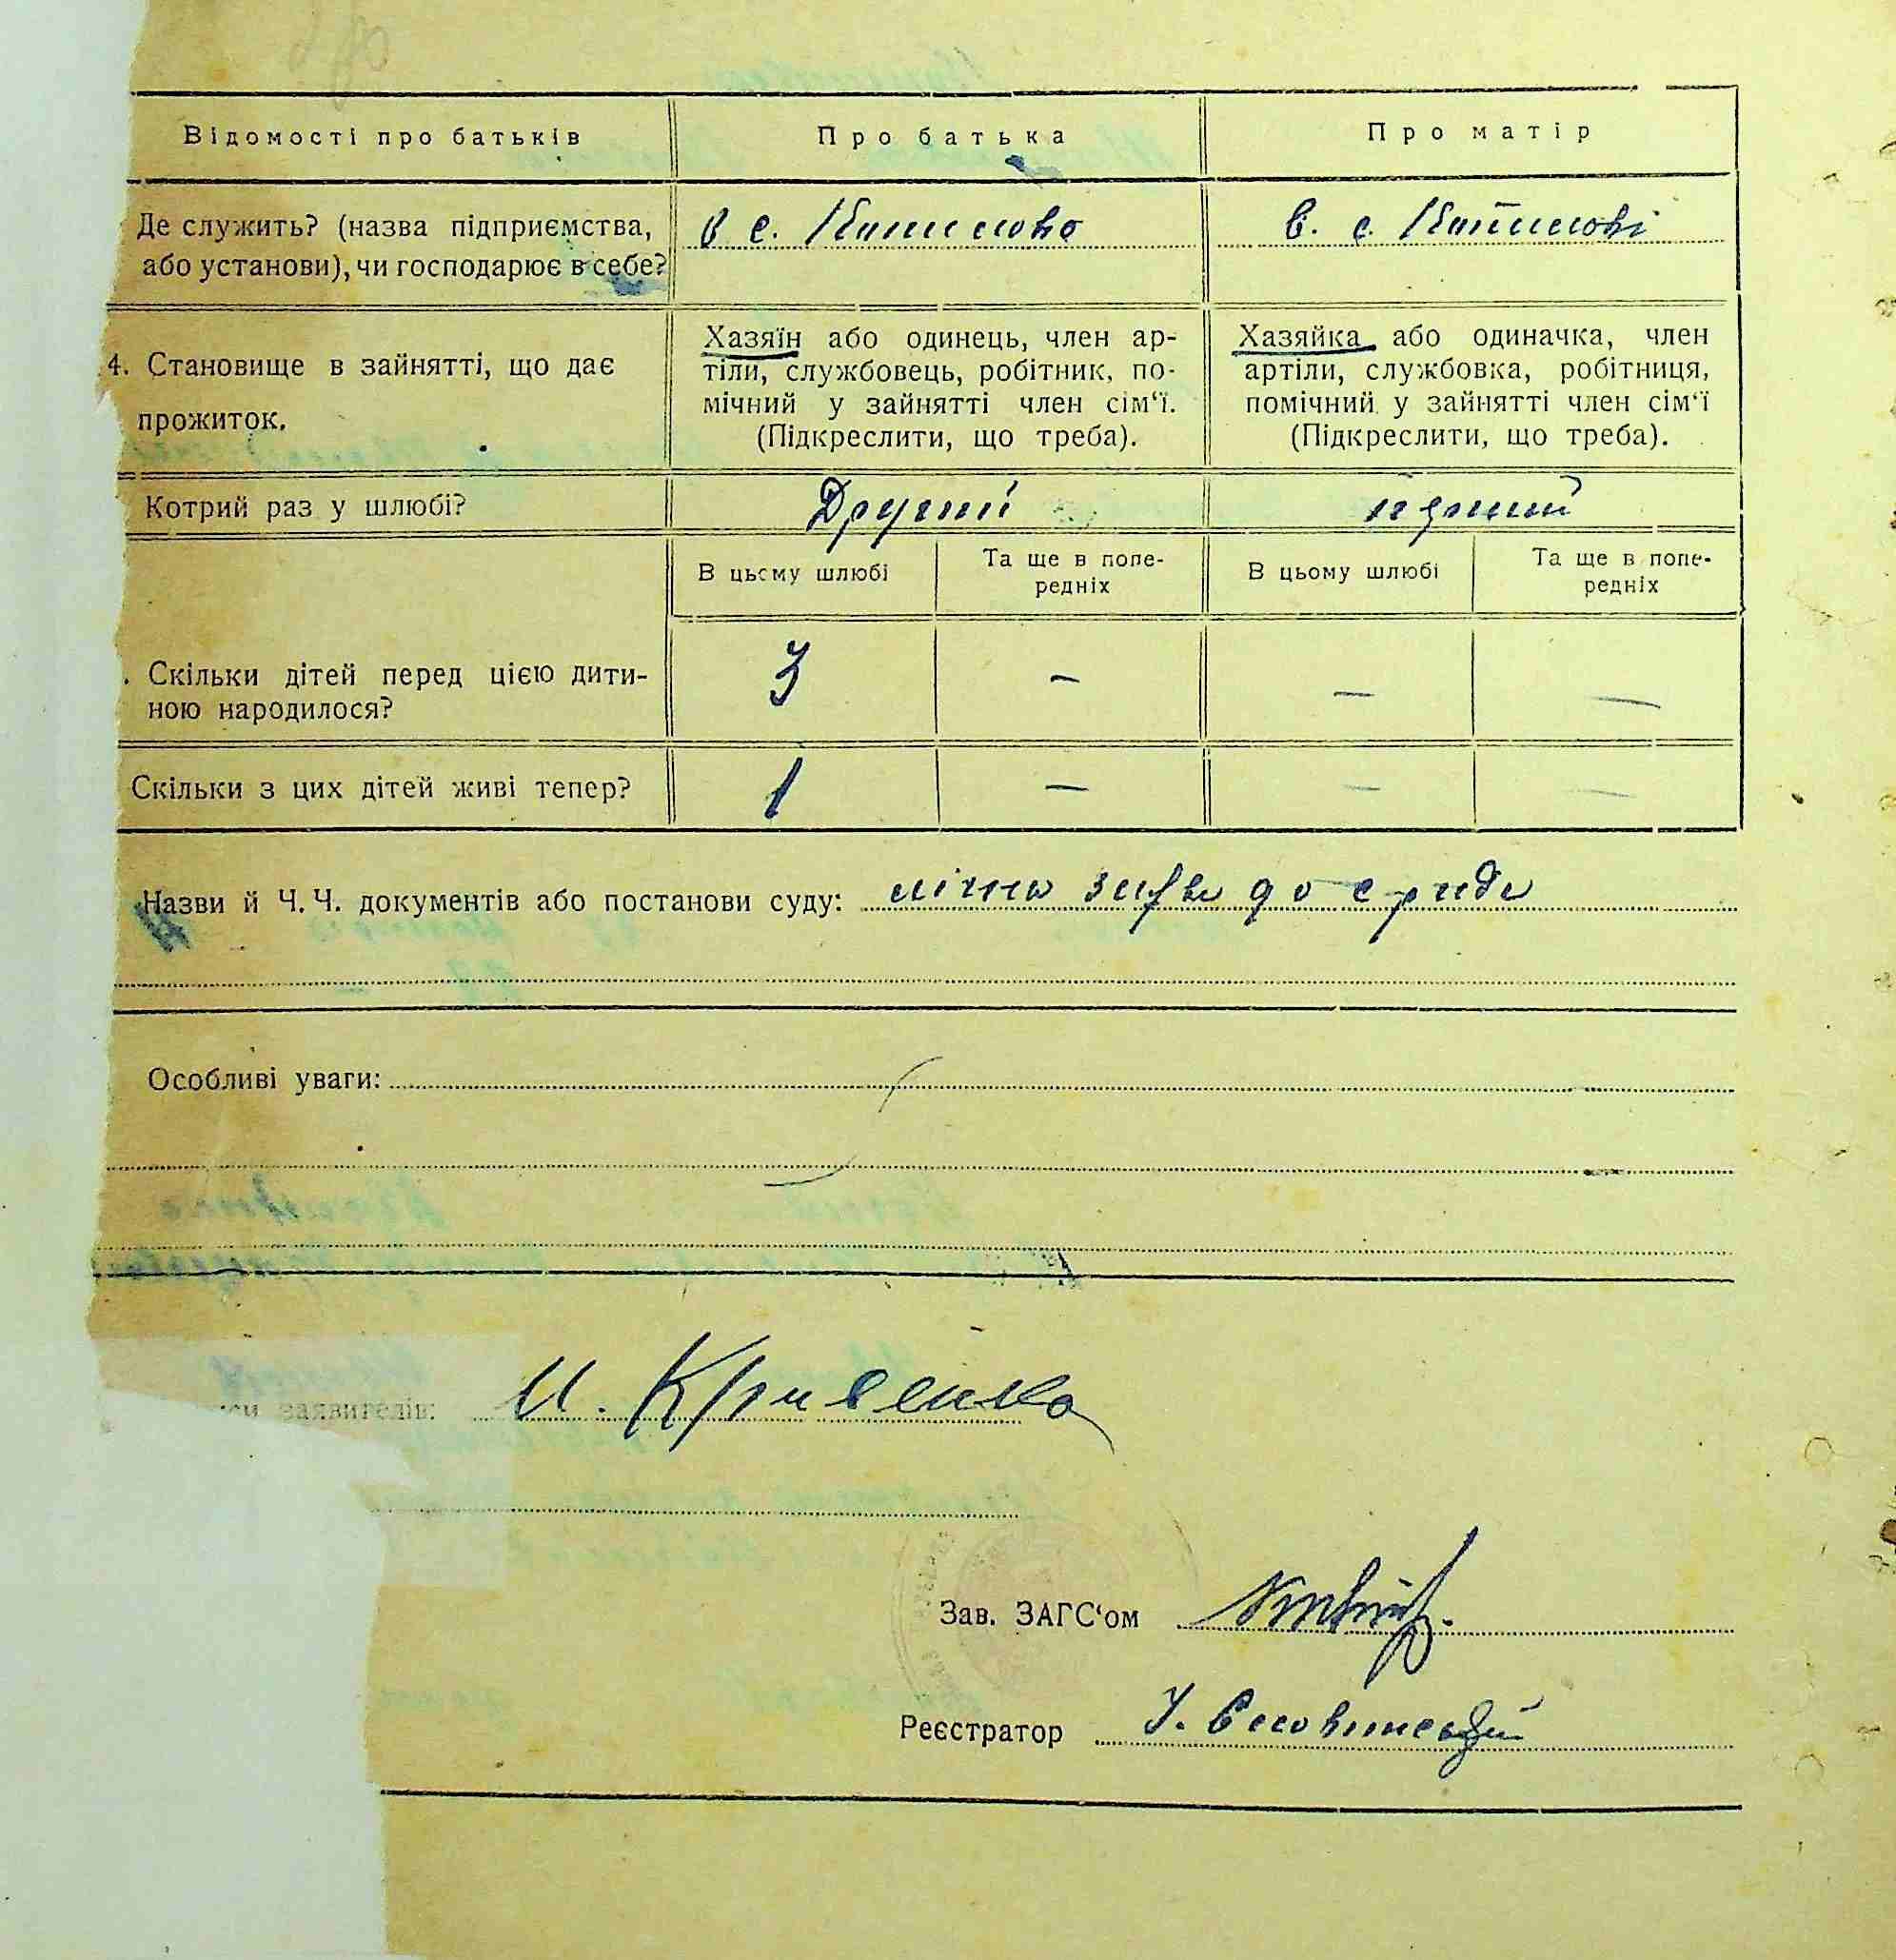 Відомості про батьків Про батька Про матір
Де служить? (назва підприємства, або установи), чи господарює в себе? в с. в. с.
4. Становище в зайнятті, що дає прожиток.
Хазяїн або одинець, член ар-
тіли, службовець, робітник, по-
мічний у зайнятті член сім'ї.
(Підкреслити, що треба).
Хазяйка або одиначка, член
артіли, службовка, робітниця,
помічний у зайнятті член сім'ї
(Підкреслити, що треба).
Котрий раз у шлюбі? Другий перший
В цьому шлюбі Та ще в попе-
редніх В цьому шлюбі Та ще в попе-
редніх
. Скільки дітей перед цією дити-
ною народилося? 3 — — —
Скільки з цих дітей живі тепер? 1 — — —
Назви й Ч. Ч. документів або постанови суду: до
Особливі уваги:
заявителів: И. Кривенко
Зав. ЗАГС'ом
Реєстратор